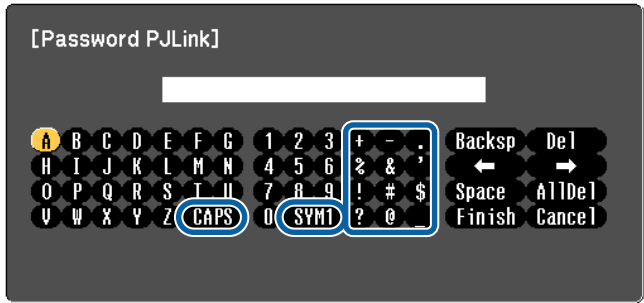 [Password PJLink]
A B C D E F G 1 2 3 + - . Backsp Del
H I J K L M N 4 5 6 % & ' ← →
O P Q R S T U 7 8 9 ! # $ Space AllDel
V W X Y Z CAPS 0 SYM1 ? @ _ Finish Cancel